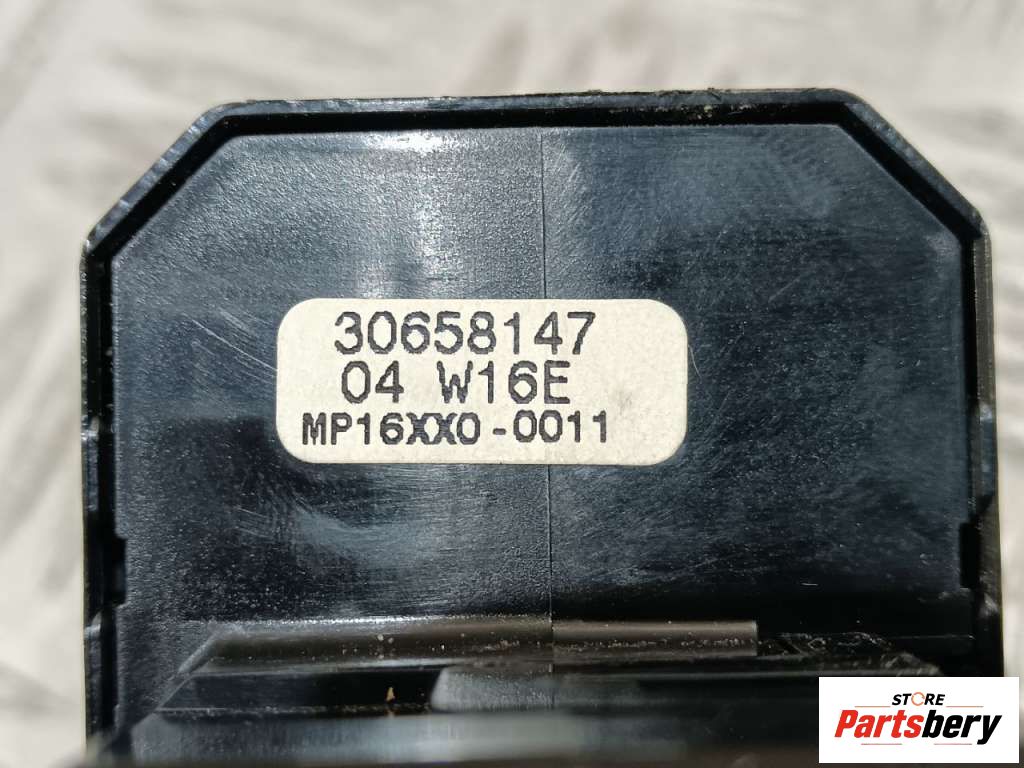 30658147
04 W16E
MP16XX0-0011
STORE
Partsbery